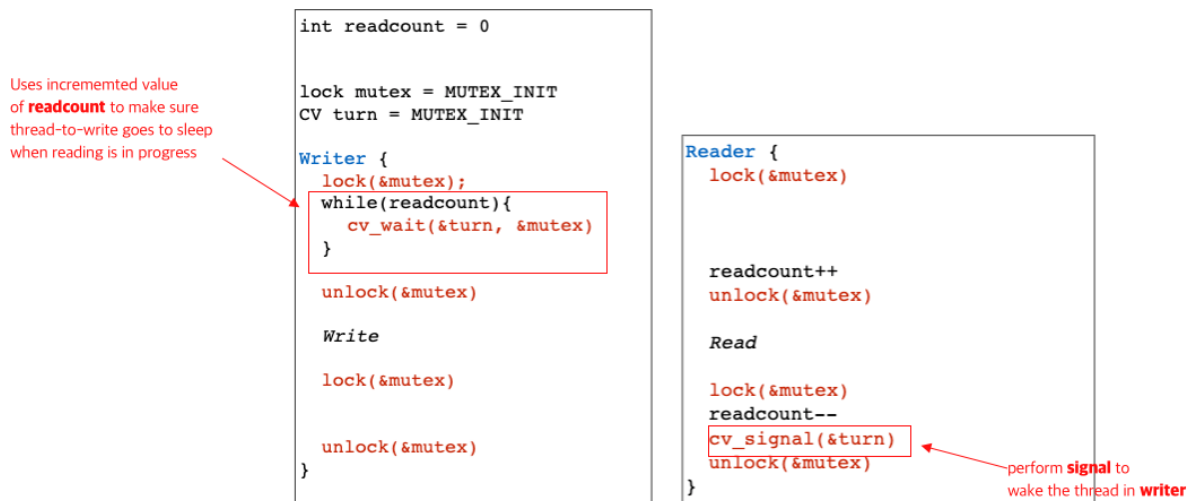 int readcount = 0
lock mutex = MUTEX_INIT
CV turn = MUTEX_INIT
Uses incrememted value
of readcount to make sure
thread-to-write goes to sleep
when reading is in progress
Writer {
lock(&mutex);
while(readcount){
cv_wait(&turn, &mutex)
}
unlock(&mutex)
Write
lock(&mutex)
unlock(&mutex)
}
Reader {
lock(&mutex)
readcount++
unlock(&mutex)
Read
lock(&mutex)
readcount--
cv_signal(&turn)
unlock(&mutex)
}
perform signal to
wake the thread in writer